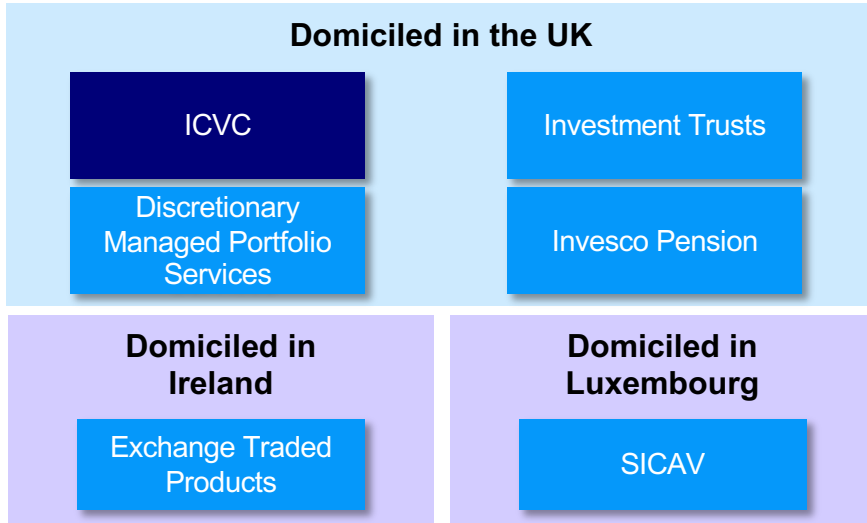 Domiciled in the UK
ICVC
Investment Trusts
Discretionary
Managed Portfolio
Services
Invesco Pension
Domiciled in
Ireland
Exchange Traded
Products
Domiciled in
Luxembourg
SICAV